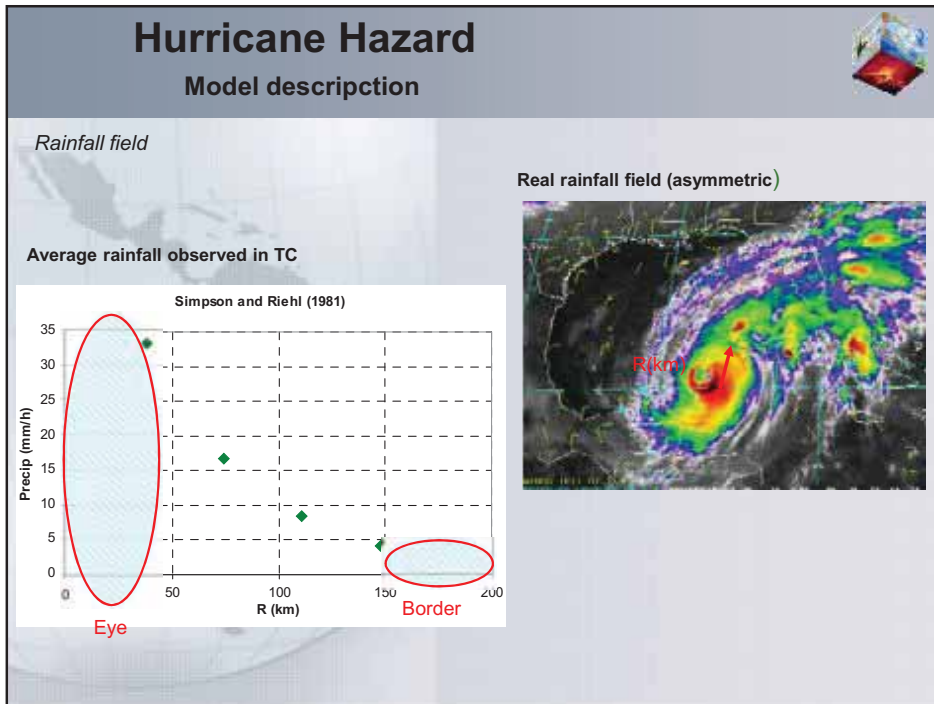 Hurricane Hazard
Model descripction
Rainfall field
Real rainfall field (asymmetric)
Average rainfall observed in TC
Simpson and Riehl (1981)
35
30
25
20
15
10
5
0
Precip (mm/h)
0 50 100 150 200
R (km)
Eye
Border
R(km)